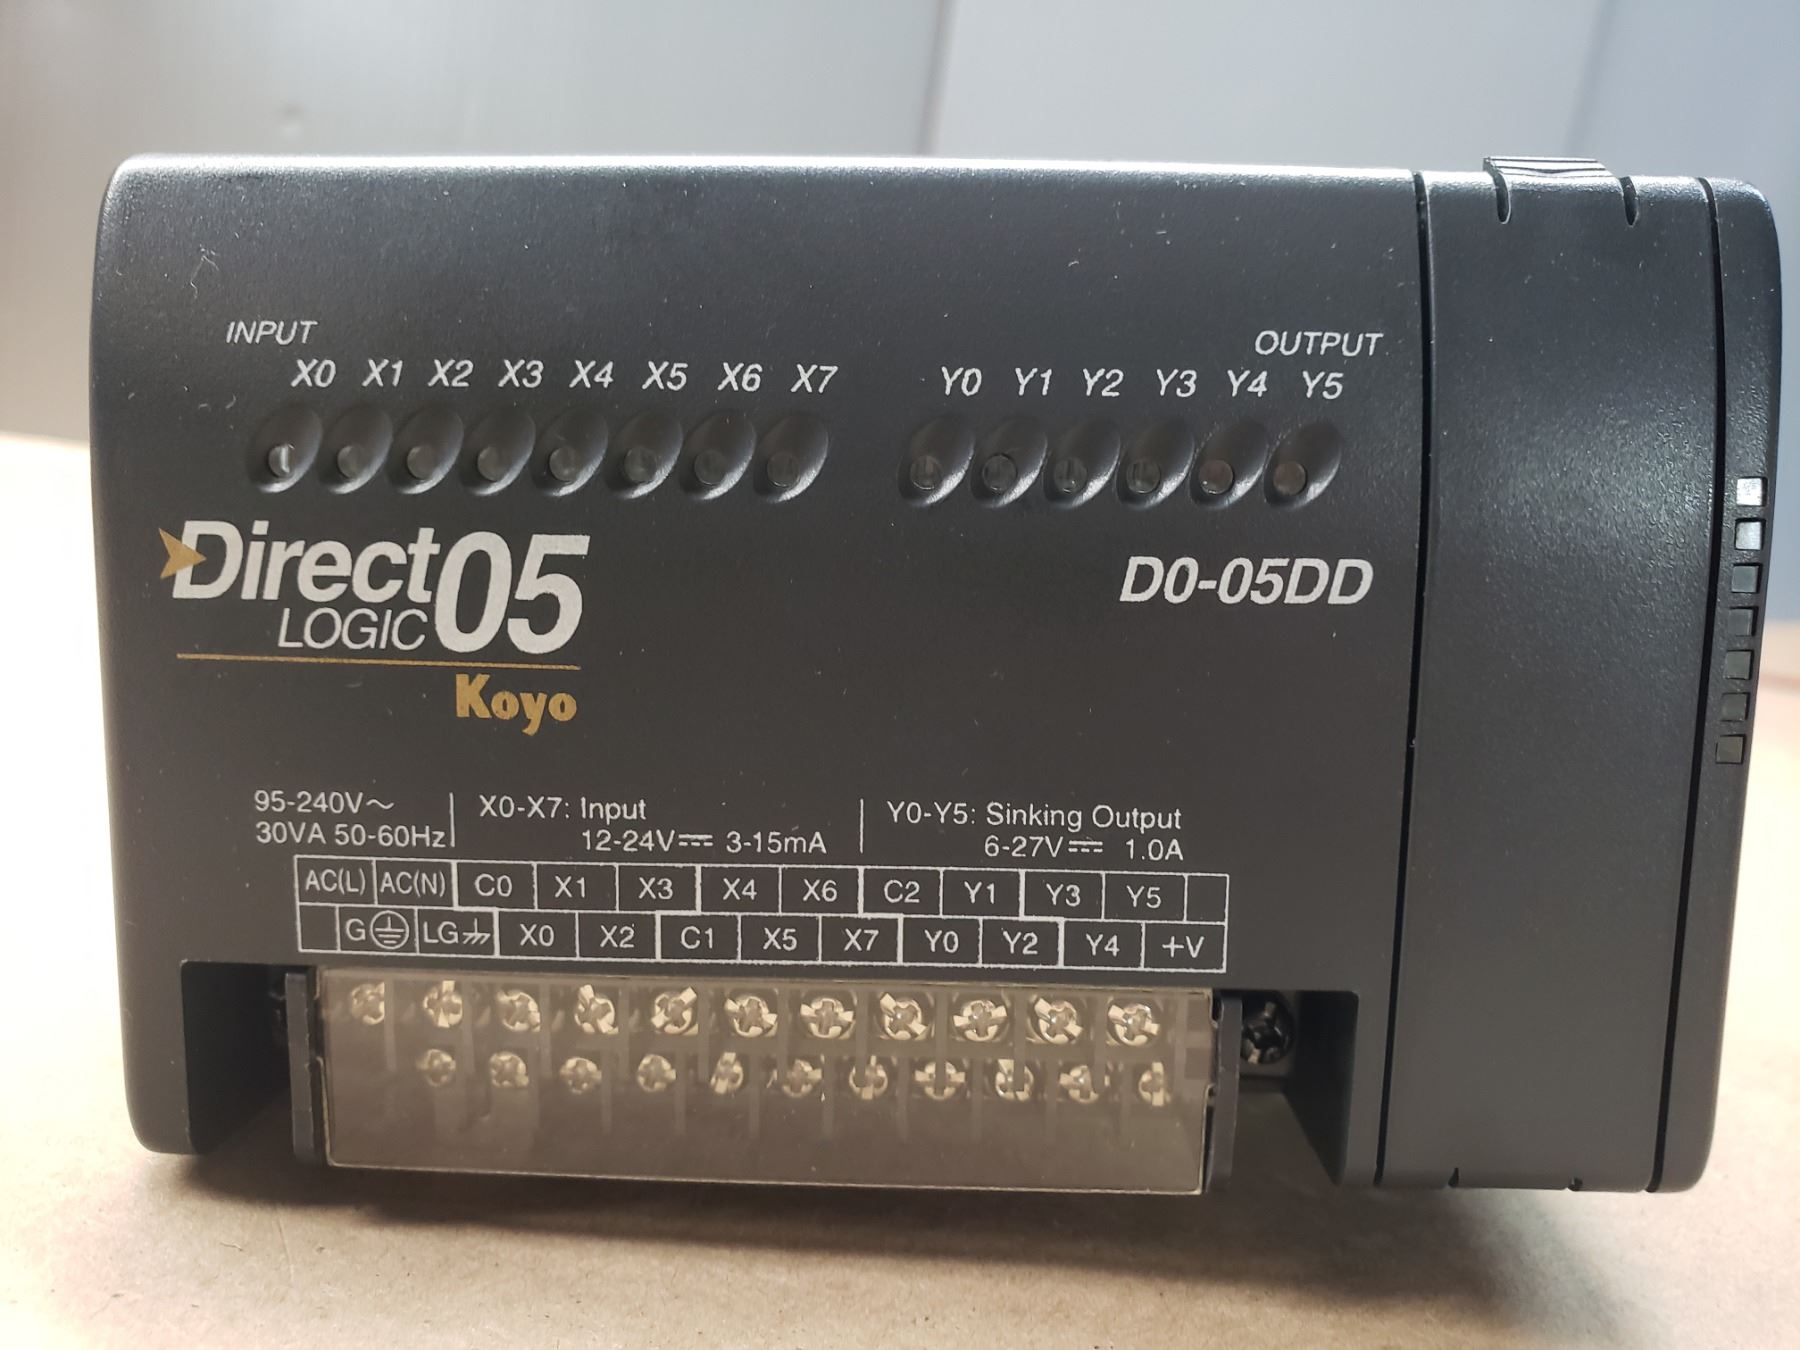 INPUT
OUTPUT
X0 X1 X2 X3 X4 X5 X6 X7
Y0 Y1 Y2 Y3 Y4 Y5
Direct05
LOGIC
Koyo
D0-05DD
95-240V~
30VA 50-60Hz
X0-X7: Input
12-24V⎓ 3-15mA
Y0-Y5: Sinking Output
6-27V⎓ 1.0A
AC(L) AC(N) C0 X1 X3 X4 X6 C2 Y1 Y3 Y5
G LG X0 X2 C1 X5 X7 Y0 Y2 Y4 +V